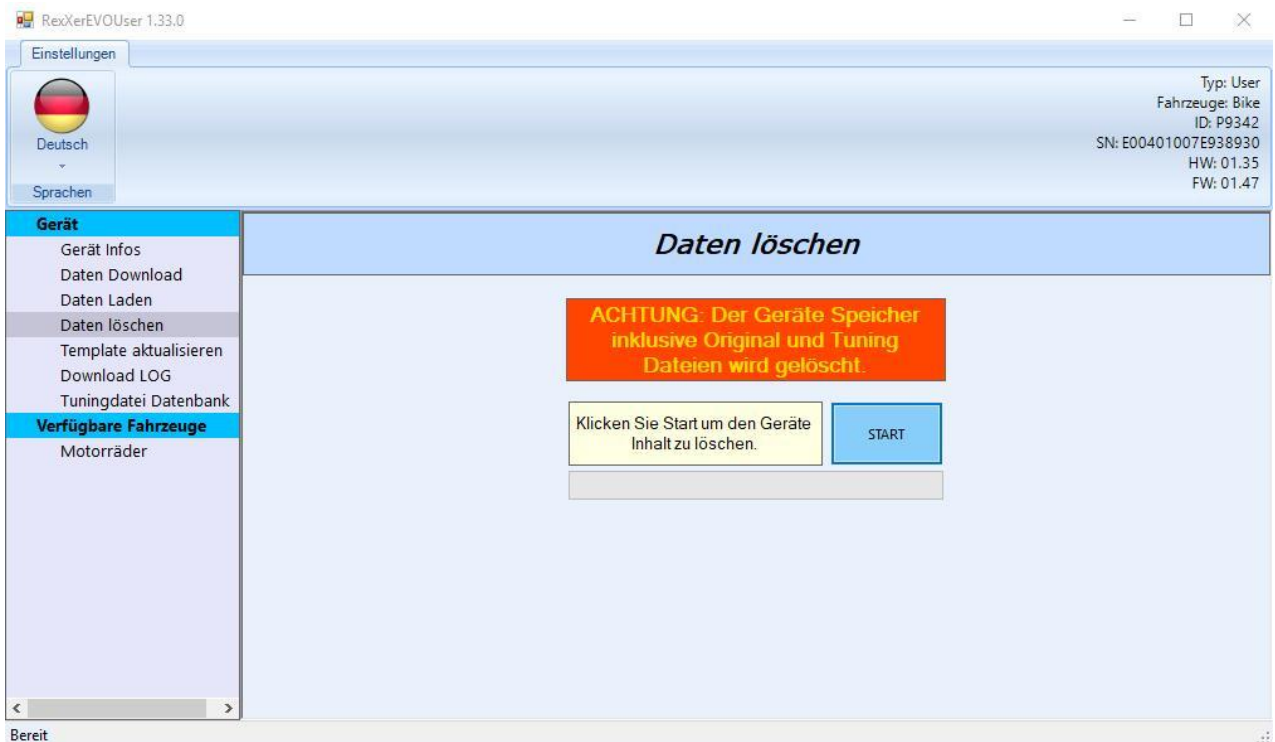 RexXerEVOUser 1.33.0
Einstellungen
Deutsch
Sprachen
Typ: User
Fahrzeuge: Bike
ID: P9342
SN: E00401007E938930
HW: 01.35
FW: 01.47
Gerät
Gerät Infos
Daten Download
Daten Laden
Daten löschen
Template aktualisieren
Download LOG
Tuningdatei Datenbank
Verfügbare Fahrzeuge
Motorräder
Daten löschen
ACHTUNG: Der Geräte Speicher
inklusive Original und Tuning
Dateien wird gelöscht.
Klicken Sie Start um den Geräte
Inhalt zu löschen.
START
Bereit